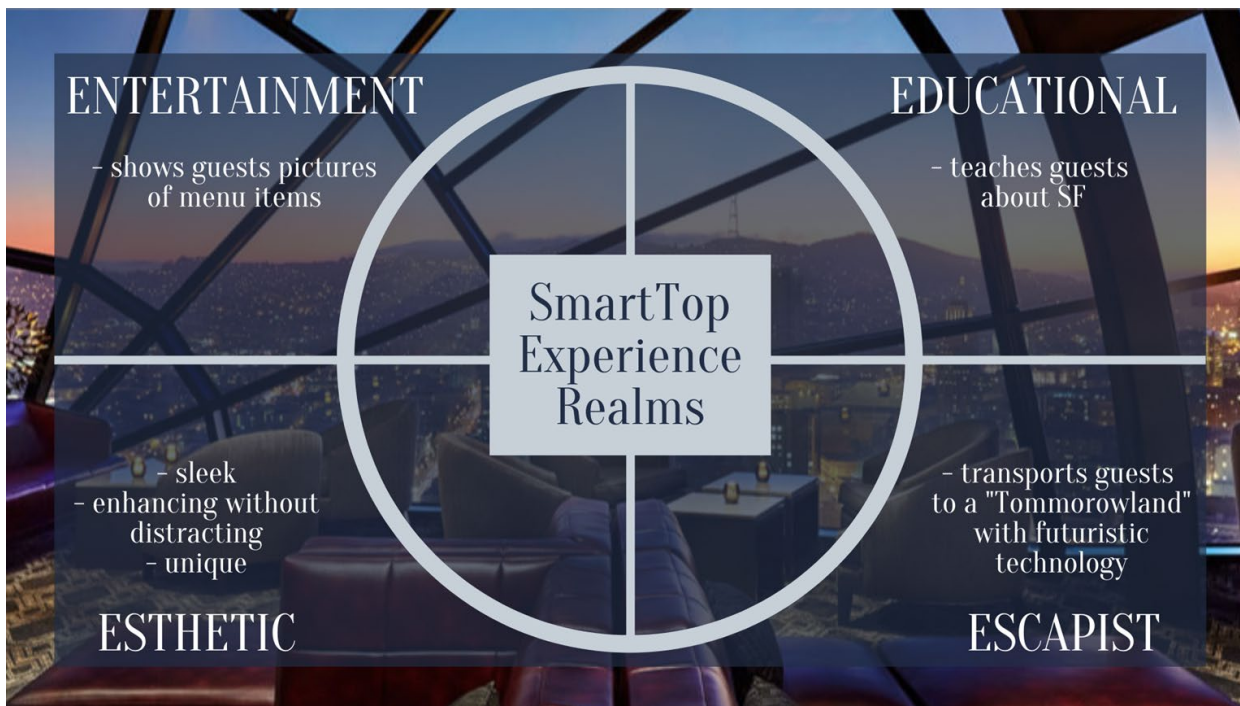 ENTERTAINMENT
- shows guests pictures
of menu items
EDUCATIONAL
- teaches guests
about SF
SmartTop
Experience
Realms
- sleek
- enhancing without
distracting
- unique
ESTHETIC
- transports guests
to a "Tommorowland"
with futuristic
technology
ESCAPIST